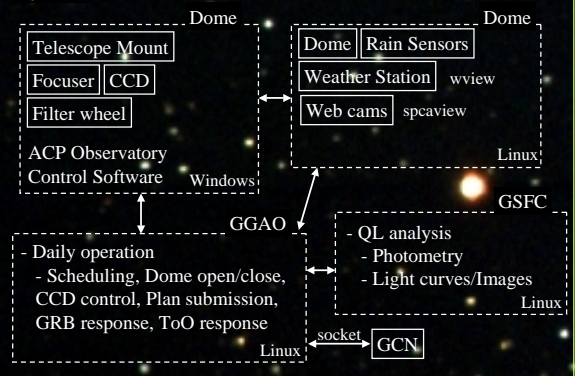 Dome
Telescope Mount
Focuser CCD
Filter wheel
ACP Observatory
Control Software
Windows
Dome
Dome Rain Sensors
Weather Station wview
Web cams spcaview
Linux
GGAO
- Daily operation
- Scheduling, Dome open/close,
CCD control, Plan submission,
GRB response, ToO response
Linux
GSFC
- QL analysis
- Photometry
- Light curves/Images
Linux
socket
GCN